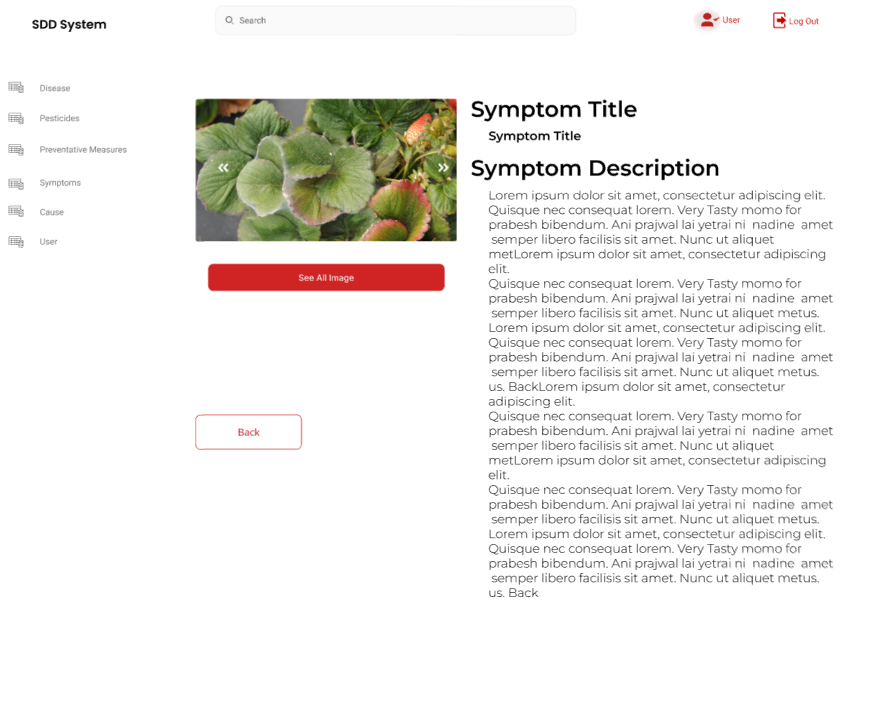 SDD System
Search
User
Log Out
Disease
Pesticides
Preventative Measures
Symptoms
Cause
User
See All Image
Back
Symptom Title
Symptom Title
Symptom Description
Lorem ipsum dolor sit amet, consectetur adipiscing elit.
Quisque nec consequat lorem. Very Tasty momo for
prabesh bibendum. Ani prajwal lai yetrai ni nadine amet
semper libero facilisis sit amet. Nunc ut aliquet
metLorem ipsum dolor sit amet, consectetur adipiscing
elit.
Quisque nec consequat lorem. Very Tasty momo for
prabesh bibendum. Ani prajwal lai yetrai ni nadine amet
semper libero facilisis sit amet. Nunc ut aliquet metus.
Lorem ipsum dolor sit amet, consectetur adipiscing elit.
Quisque nec consequat lorem. Very Tasty momo for
prabesh bibendum. Ani prajwal lai yetrai ni nadine amet
semper libero facilisis sit amet. Nunc ut aliquet metus.
us. BackLorem ipsum dolor sit amet, consectetur
adipiscing elit.
Quisque nec consequat lorem. Very Tasty momo for
prabesh bibendum. Ani prajwal lai yetrai ni nadine amet
semper libero facilisis sit amet. Nunc ut aliquet
metLorem ipsum dolor sit amet, consectetur adipiscing
elit.
Quisque nec consequat lorem. Very Tasty momo for
prabesh bibendum. Ani prajwal lai yetrai ni nadine amet
semper libero facilisis sit amet. Nunc ut aliquet metus.
Lorem ipsum dolor sit amet, consectetur adipiscing elit.
Quisque nec consequat lorem. Very Tasty momo for
prabesh bibendum. Ani prajwal lai yetrai ni nadine amet
semper libero facilisis sit amet. Nunc ut aliquet metus.
us. Back